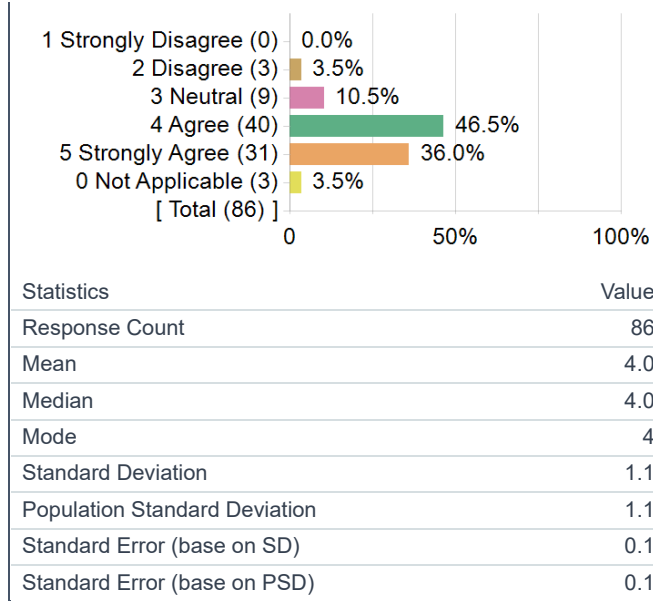 1 Strongly Disagree (0) 0.0%
2 Disagree (3) 3.5%
3 Neutral (9) 10.5%
4 Agree (40) 46.5%
5 Strongly Agree (31) 36.0%
0 Not Applicable (3) 3.5%
[ Total (86) ]
0 50% 100%
Statistics Value
Response Count 86
Mean 4.0
Median 4.0
Mode 4
Standard Deviation 1.1
Population Standard Deviation 1.1
Standard Error (base on SD) 0.1
Standard Error (base on PSD) 0.1